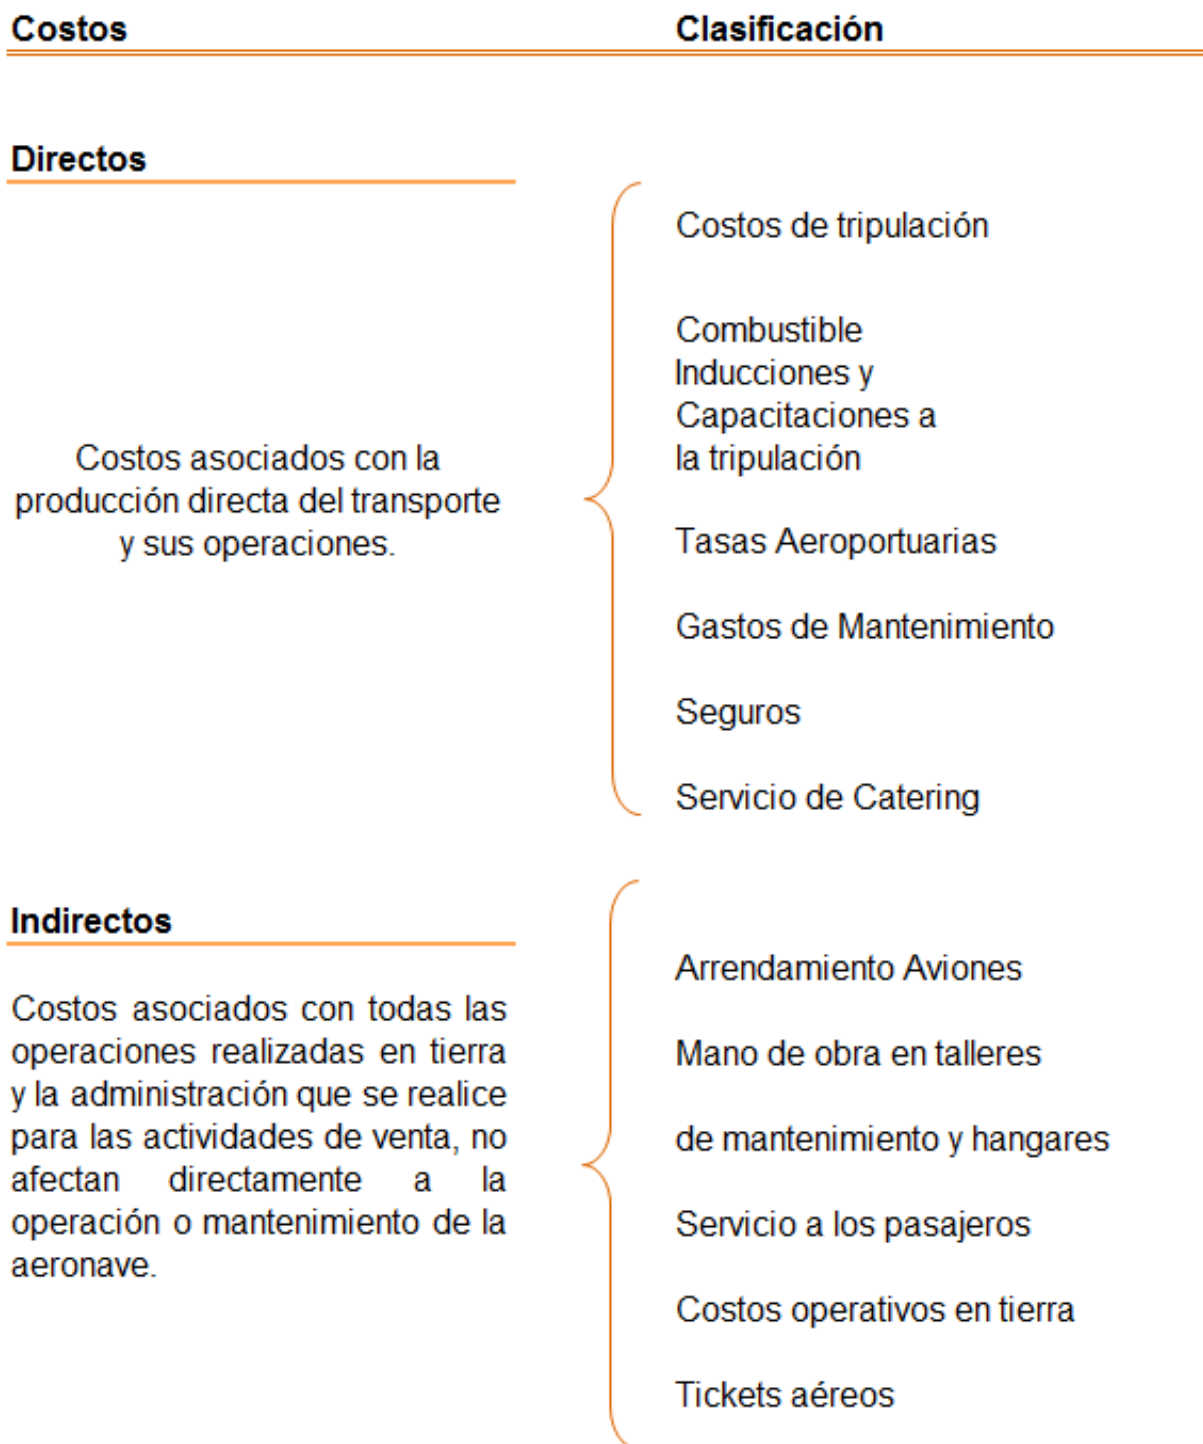 Costos
Clasificación
Directos
Costos asociados con la
producción directa del transporte
y sus operaciones.
Costos de tripulación
Combustible
Inducciones y
Capacitaciones a
la tripulación
Tasas Aeroportuarias
Gastos de Mantenimiento
Seguros
Servicio de Catering
Indirectos
Costos asociados con todas las
operaciones realizadas en tierra
y la administración que se realice
para las actividades de venta, no
afectan directamente a la
operación o mantenimiento de la
aeronave.
Arrendamiento Aviones
Mano de obra en talleres
de mantenimiento y hangares
Servicio a los pasajeros
Costos operativos en tierra
Tickets aéreos